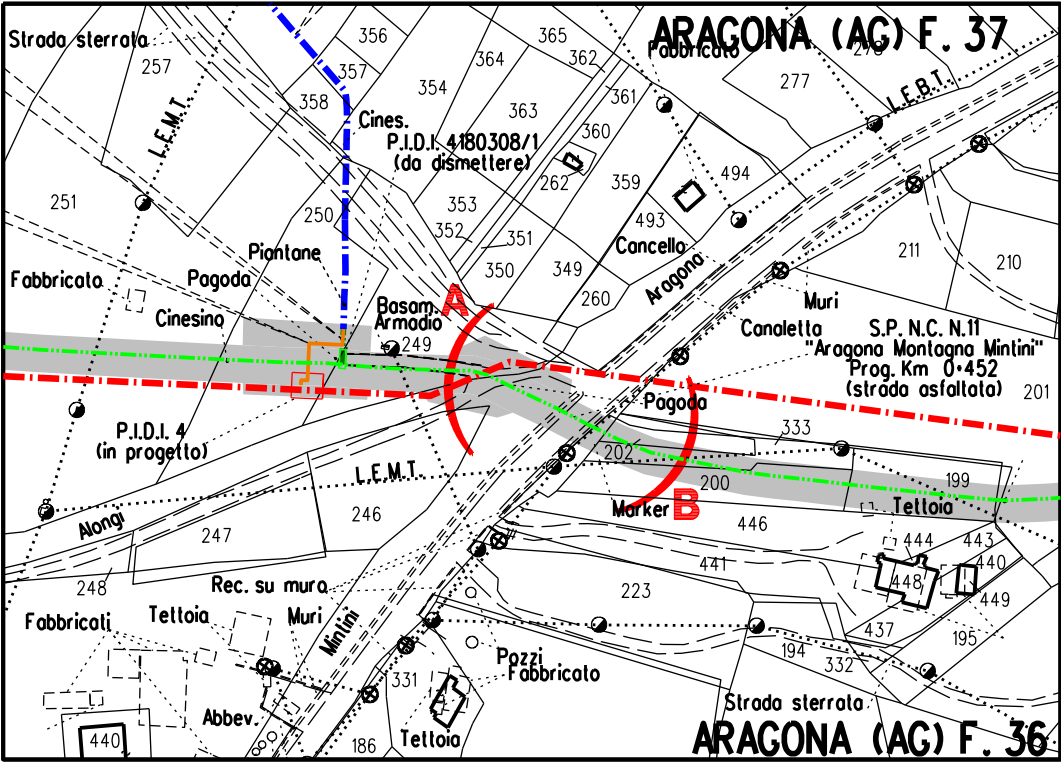 ARAGONA (AG) F. 37
Strada sterrata
356
365
364
362
Fabbricato
278
257
357
354
277
358
363
361
L.E.B.T.
L.E.M.T.
Cines.
P.I.D.I. 4180308/1
(da dismettere)
360
494
359
262
251
250
353
493
352
351
Cancello
211
210
Piantane
Aragona
Fabbricato
Pagoda
350
349
260
Muri
Cinesino
Basam.
Armadio
A
249
Canaletta
S.P. N.C. N.11
"Aragona Montagna Mintini"
Prog. Km 0+452
(strada asfaltata)
201
Pagoda
P.I.D.I. 4
(in progetto)
333
L.E.M.T.
202
200
199
Marker
B
Tettoia
Alongi
247
246
446
444
443
440
441
448
248
Rec. su muro
223
449
Fabbricati
Tettoia
Muri
Mintini
437
195
194
332
Pozzi
Fabbricato
331
Strada sterrata
Abbev.
440
186
Tettoia
ARAGONA (AG) F. 36